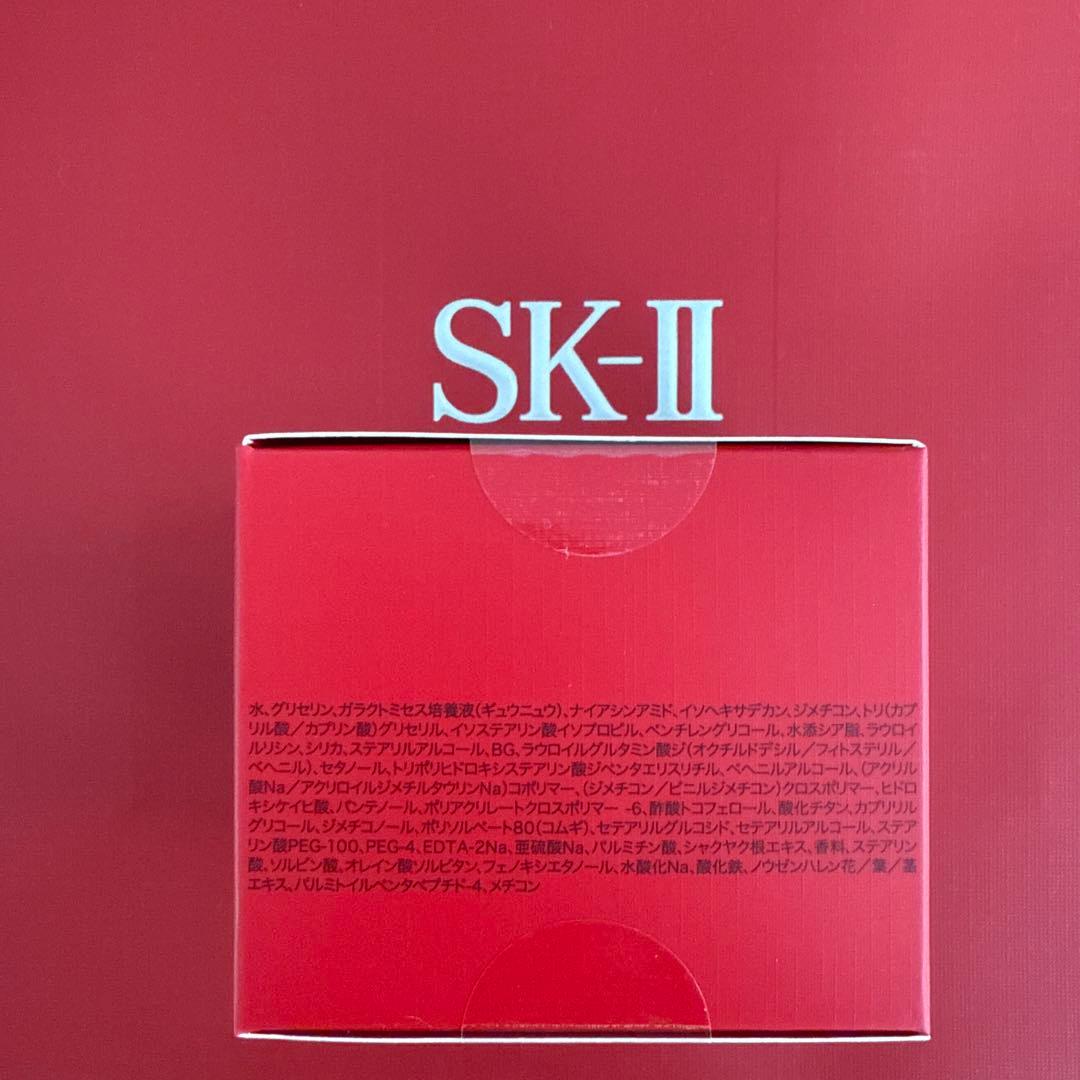 SK-II
水、グリセリン、ガラクトミセス培養液(ギュウニュウ)、ナイアシンアミド、イソヘキサデカン、ジメチコン、トリ(カプ
リル酸/カプリン酸)グリセリル、イソステアリン酸イソプロピル、ペンチレングリコール、水添シア脂、ラウロイ
ルリシン、シリカ、ステアリルアルコール、BG、ラウロイルグルタミン酸ジ(オクチルドデシル/フィトステリル/
ベヘニル)、セタノール、トリポリヒドロキシステアリン酸ジペンタエリスリチル、ベヘニルアルコール、(アクリル
酸Na/アクリロイルジメチルタウリンNa)コポリマー、(ジメチコン/ビニルジメチコン)クロスポリマー、ヒドロ
キシケイヒ酸、パンテノール、ポリアクリレートクロスポリマー -6、酢酸トコフェロール、酸化チタン、カプリリル
グリコール、ジメチコノール、ポリソルベート80(コムギ)、セテアリルグルコシド、セテアリルアルコール、ステア
リン酸PEG-100、PEG-4、EDTA-2Na、亜硫酸Na、パルミチン酸、シャクヤク根エキス、香料、ステアリン
酸、ソルビン酸、オレイン酸ソルビタン、フェノキシエタノール、水酸化Na、酸化鉄、ノウゼンハレン花/葉/茎
エキス、パルミトイルペンタペプチド-4、メチコン